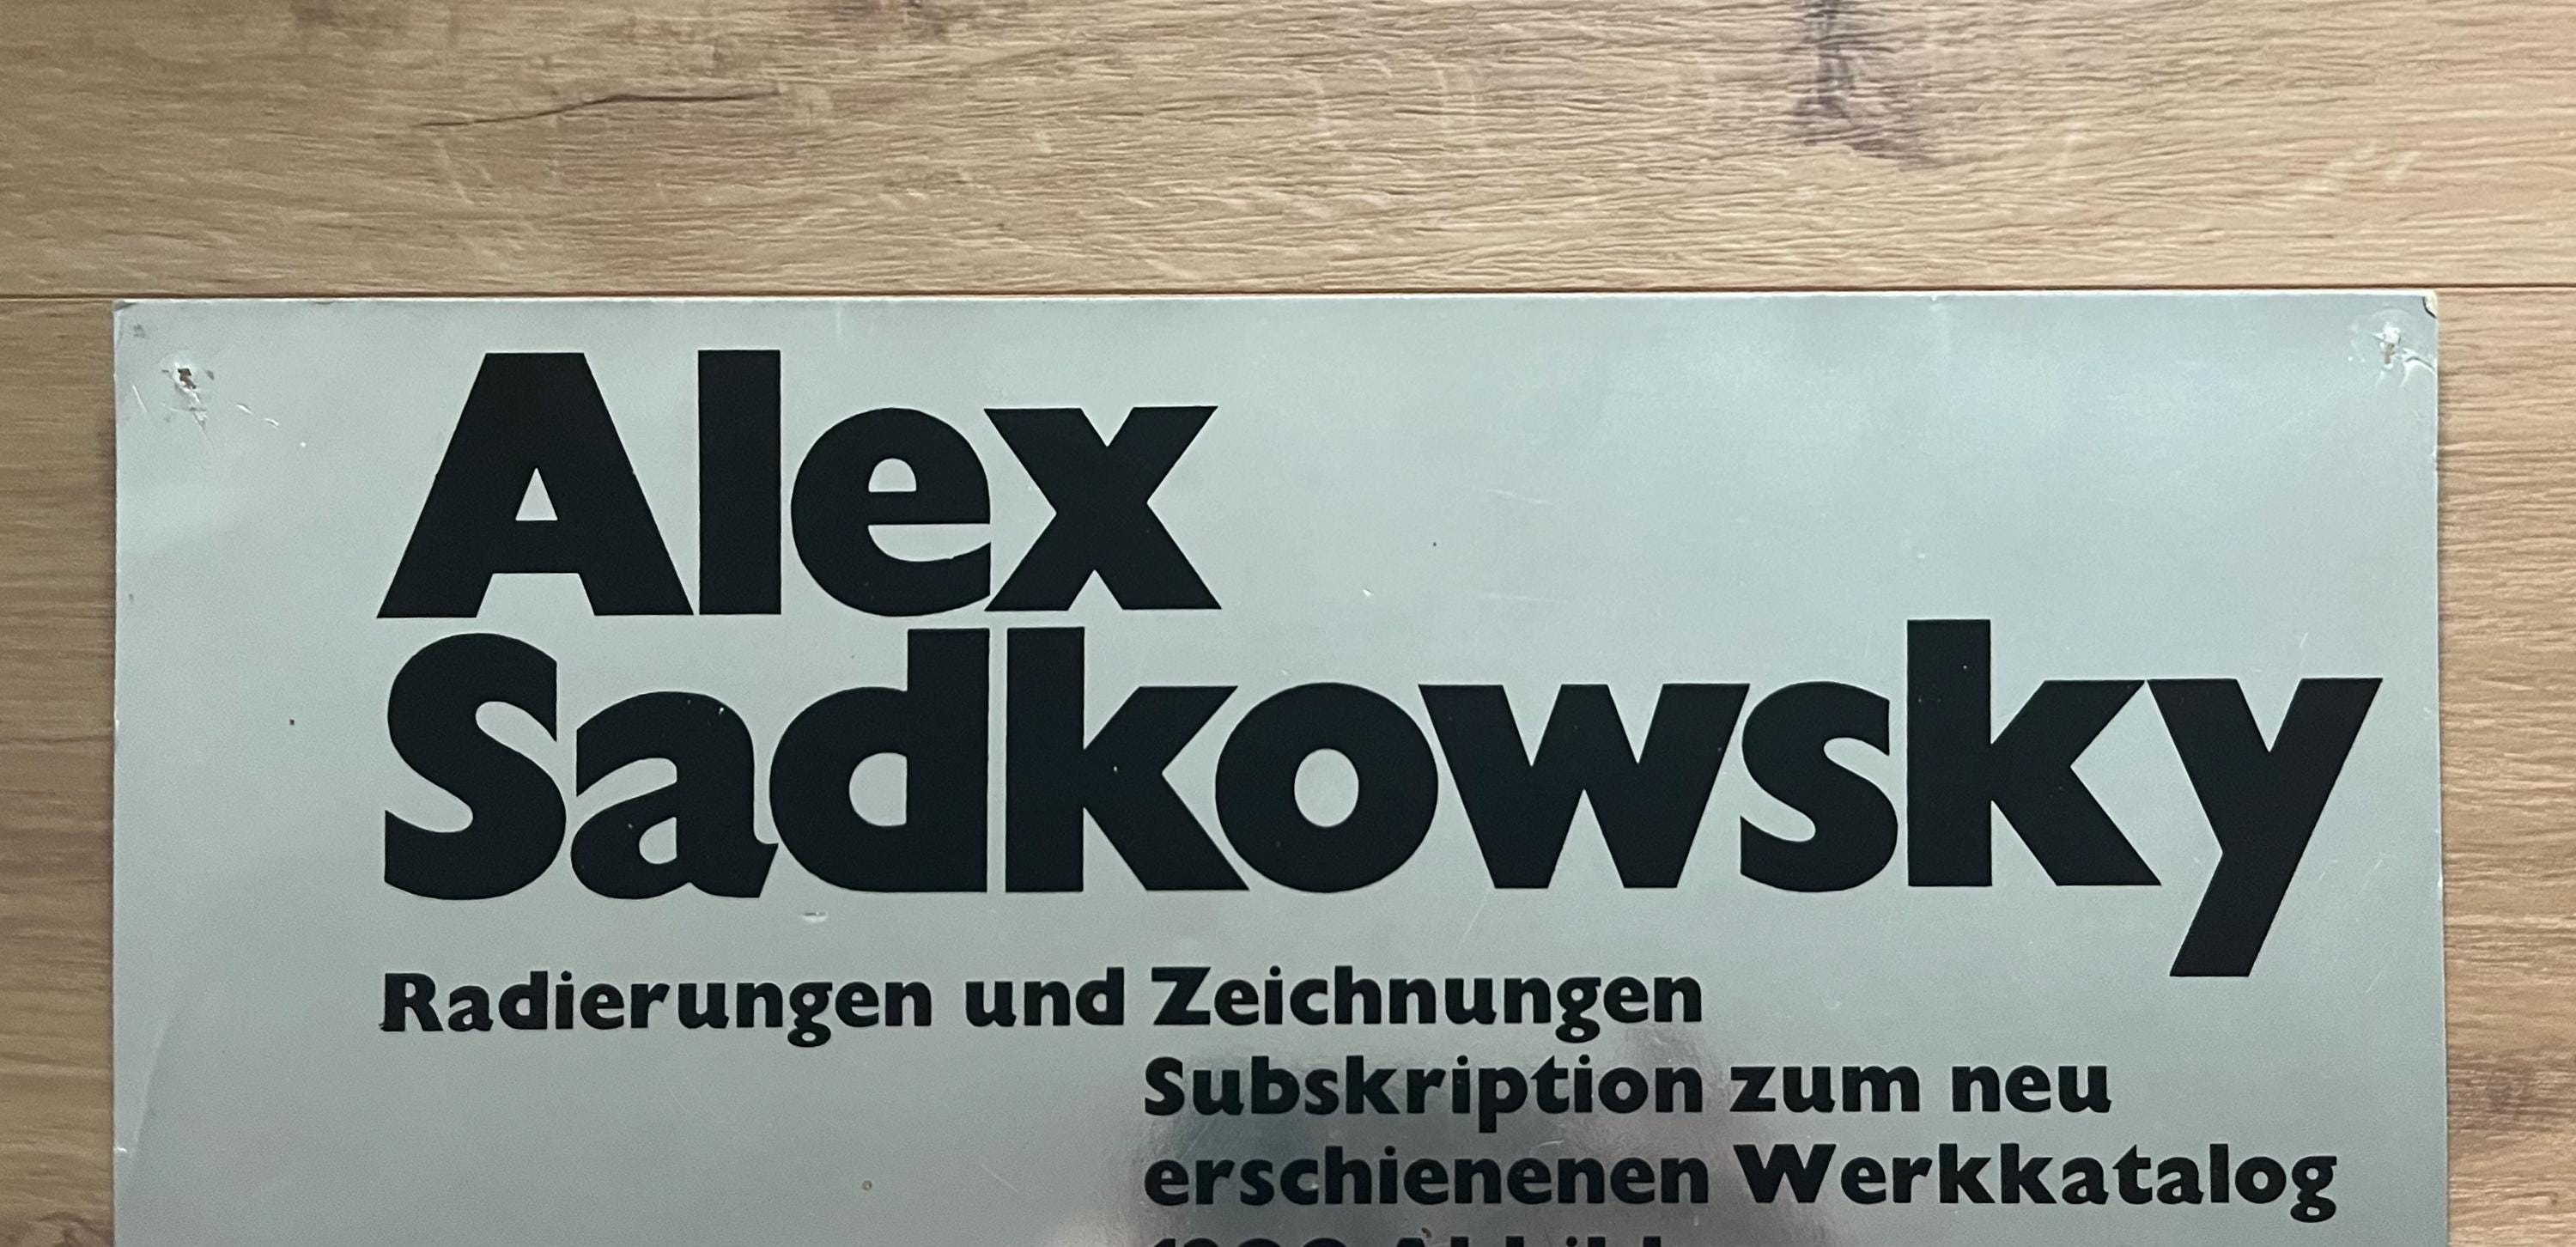 Alex
Sadkowsky
Radierungen und Zeichnungen
Subskription zum neu
erschienenen Werkkatalog